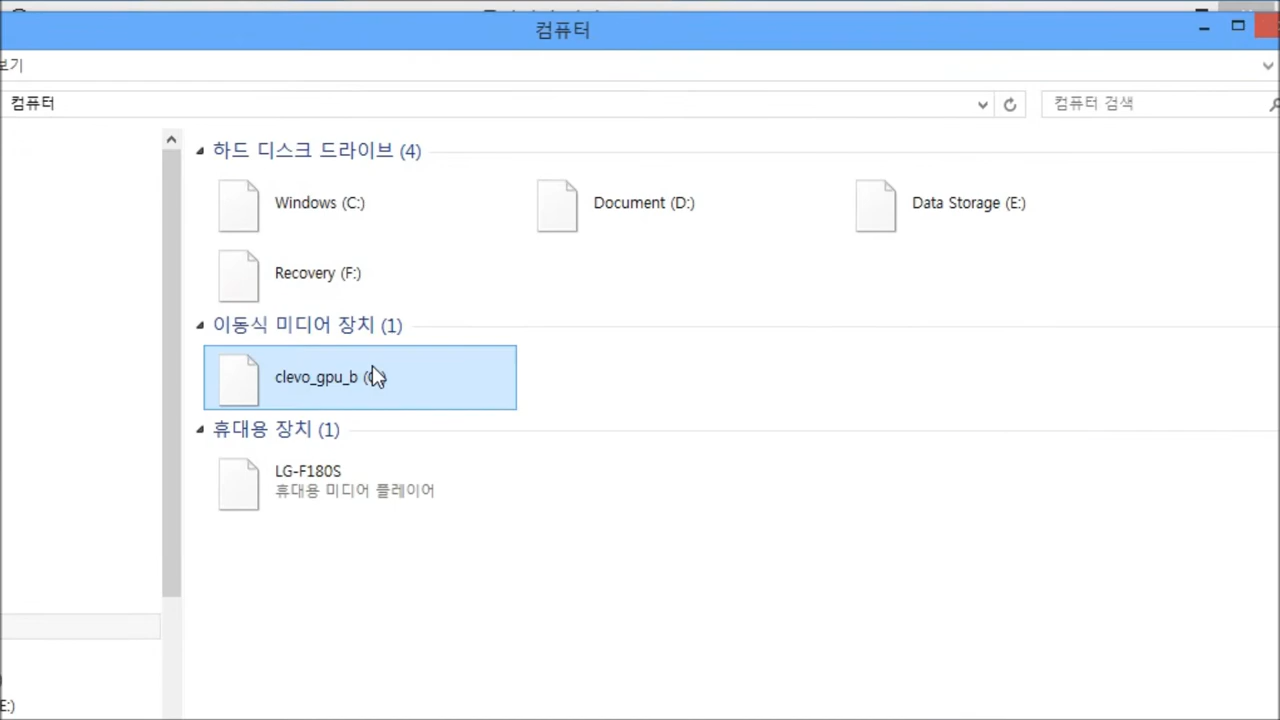 컴퓨터
보기
컴퓨터
컴퓨터 검색
하드 디스크 드라이브 (4)
Windows (C:)
Document (D:)
Data Storage (E:)
Recovery (F:)
이동식 미디어 장치 (1)
clevo_gpu_b
휴대용 장치 (1)
LG-F180S
휴대용 미디어 플레이어
E:)